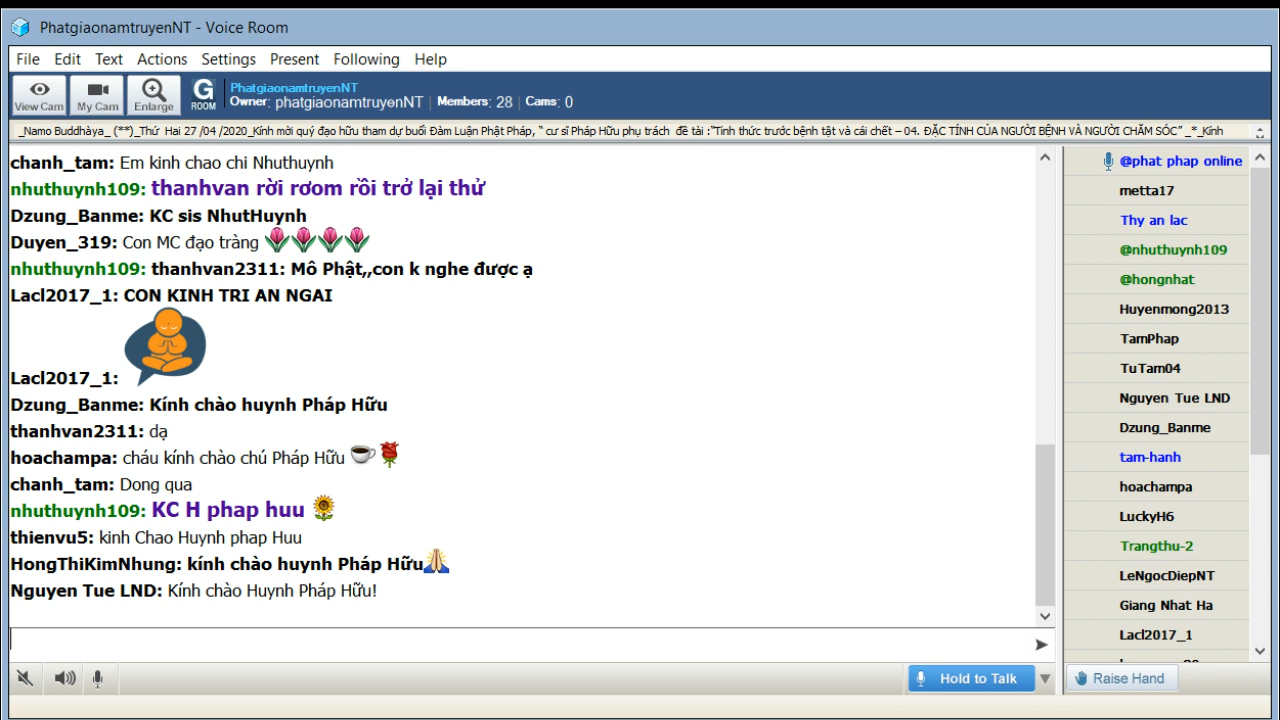 PhatgiaonamtruyenNT - Voice Room
File Edit Text Actions Settings Present Following Help
View Cam My Cam Enlarge G ROOM
PhatgiaonamtruyenNT
Owner: phatgiaonamtruyenNT | Members: 28 | Cams: 0
_Namo Buddhàya_ (**)_Thứ Hai 27 /04 /2020_Kính mời quý đạo hữu tham dự buổi Đàm Luận Phật Pháp, " cư sĩ Pháp Hữu phụ trách đề tài :"Tỉnh thức trước bệnh tật và cái chết – 04. ĐẶC TÍNH CỦA NGƯỜI BỆNH VÀ NGƯỜI CHĂM SÓC" _*_Kính
chanh_tam: Em kinh chao chi Nhuthuynh
nhuthuynh109: thanhvan rời rơom rồi trở lại thử
Dzung_Banme: KC sis NhutHuynh
Duyen_319: Con MC đạo tràng
nhuthuynh109: thanhvan2311: Mô Phật,,con k nghe được ạ
Lacl2017_1: CON KINH TRI AN NGAI
Lacl2017_1:
Dzung_Banme: Kính chào huynh Pháp Hữu
thanhvan2311: dạ
hoachampa: cháu kính chào chú Pháp Hữu
chanh_tam: Dong qua
nhuthuynh109: KC H phap huu
thienvu5: kinh Chao Huynh phap Huu
HongThiKimNhung: kính chào huynh Pháp Hữu
Nguyen Tue LND: Kính chào Huynh Pháp Hữu!
@phat phap online
metta17
Thy an lac
@nhuthuynh109
@hongnhat
Huyenmong2013
TamPhap
TuTam04
Nguyen Tue LND
Dzung_Banme
tam-hanh
hoachampa
LuckyH6
Trangthu-2
LeNgocDiepNT
Giang Nhat Ha
Lacl2017_1
Hold to Talk
Raise Hand